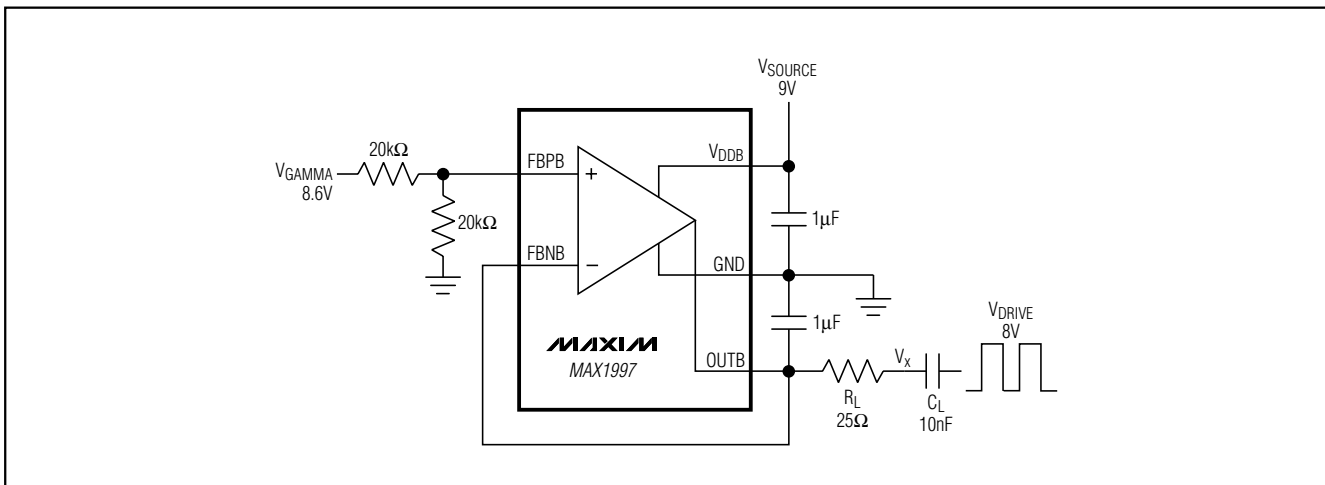 VSOURCE
9V
20kΩ
VGAMMA
8.6V
20kΩ
FBPB
+
VDDB
1µF
FBNB
−
GND
1µF
VDRIVE
8V
MAXIM
MAX1997
OUTB
VX
RL
25Ω
CL
10nF